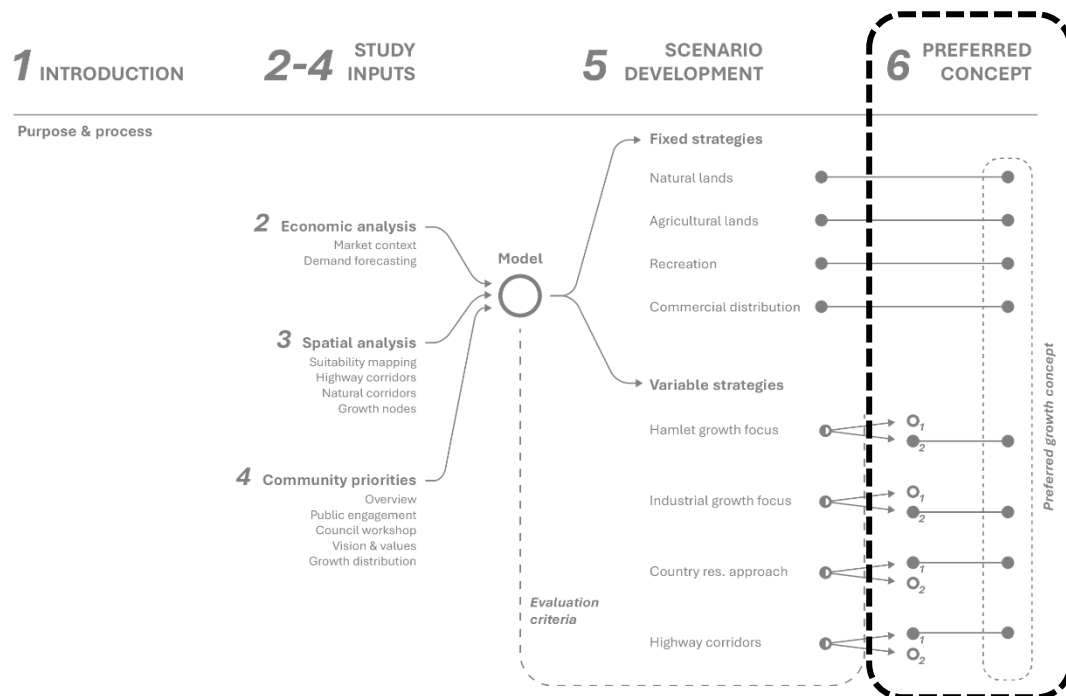 1 INTRODUCTION
2-4 STUDY
INPUTS
5 SCENARIO
DEVELOPMENT
6 PREFERRED
CONCEPT
Purpose & process
2 Economic analysis
Market context
Demand forecasting
3 Spatial analysis
Suitability mapping
Highway corridors
Natural corridors
Growth nodes
4 Community priorities
Overview
Public engagement
Council workshop
Vision & values
Growth distribution
Model
Evaluation
criteria
Fixed strategies
Natural lands
Agricultural lands
Recreation
Commercial distribution
Variable strategies
Hamlet growth focus
1
2
Industrial growth focus
1
2
Country res. approach
1
2
Highway corridors
1
2
Preferred growth concept